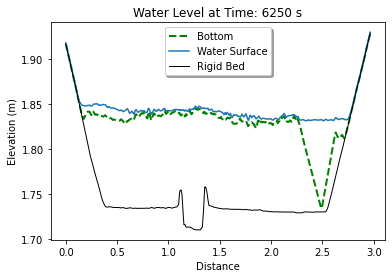 Water Level at Time: 6250 s
Bottom
Water Surface
Rigid Bed
Elevation (m)
1.90
1.85
1.80
1.75
1.70
0.0 0.5 1.0 1.5 2.0 2.5 3.0
Distance